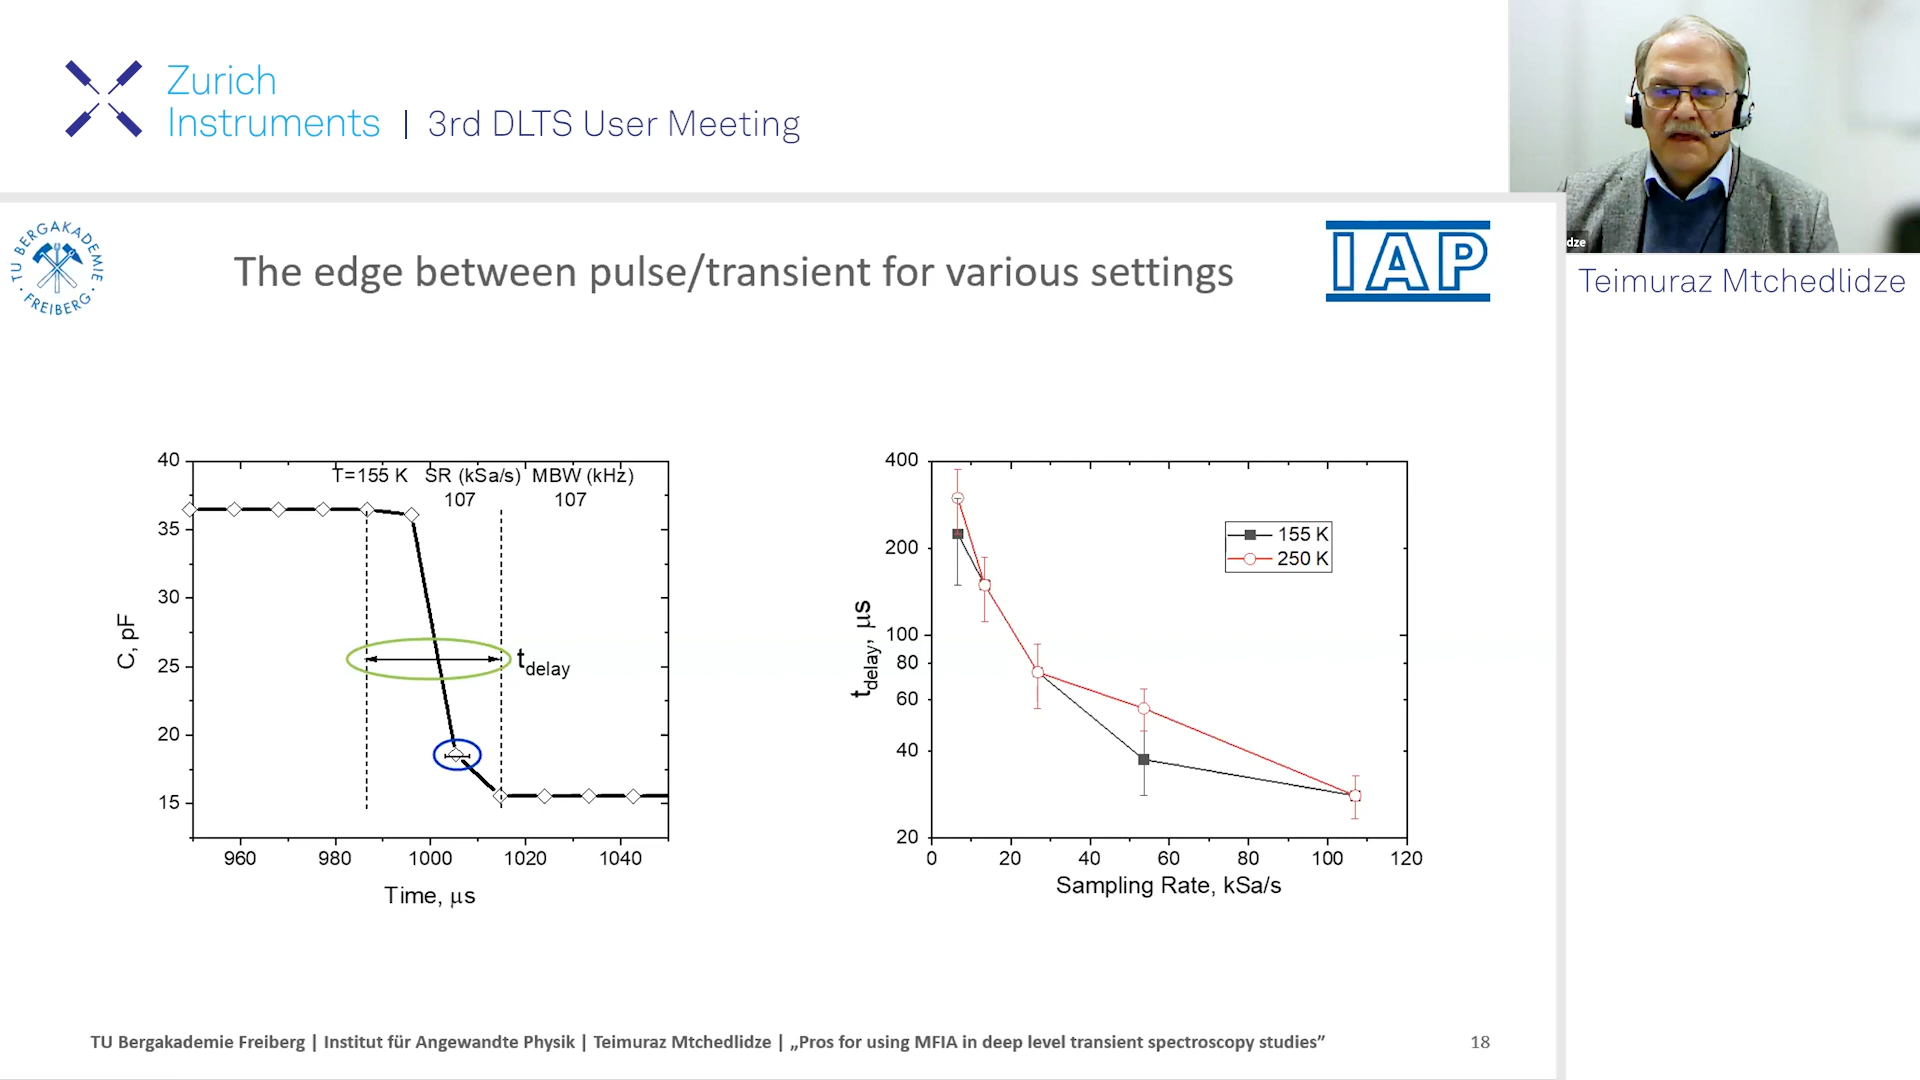 Zurich
Instruments | 3rd DLTS User Meeting
dze
Teimuraz Mtchedlidze
TU BERGAKADEMIE
· FREIBERG ·
The edge between pulse/transient for various settings
IAP
T=155 K SR (kSa/s) MBW (kHz)
107 107
40
35
30
25
20
15
C, pF
tdelay
960 980 1000 1020 1040
Time, µs
400
200
100
80
60
40
20
tdelay, µs
155 K
250 K
0 20 40 60 80 100 120
Sampling Rate, kSa/s
TU Bergakademie Freiberg | Institut für Angewandte Physik | Teimuraz Mtchedlidze | „Pros for using MFIA in deep level transient spectroscopy studies”
18